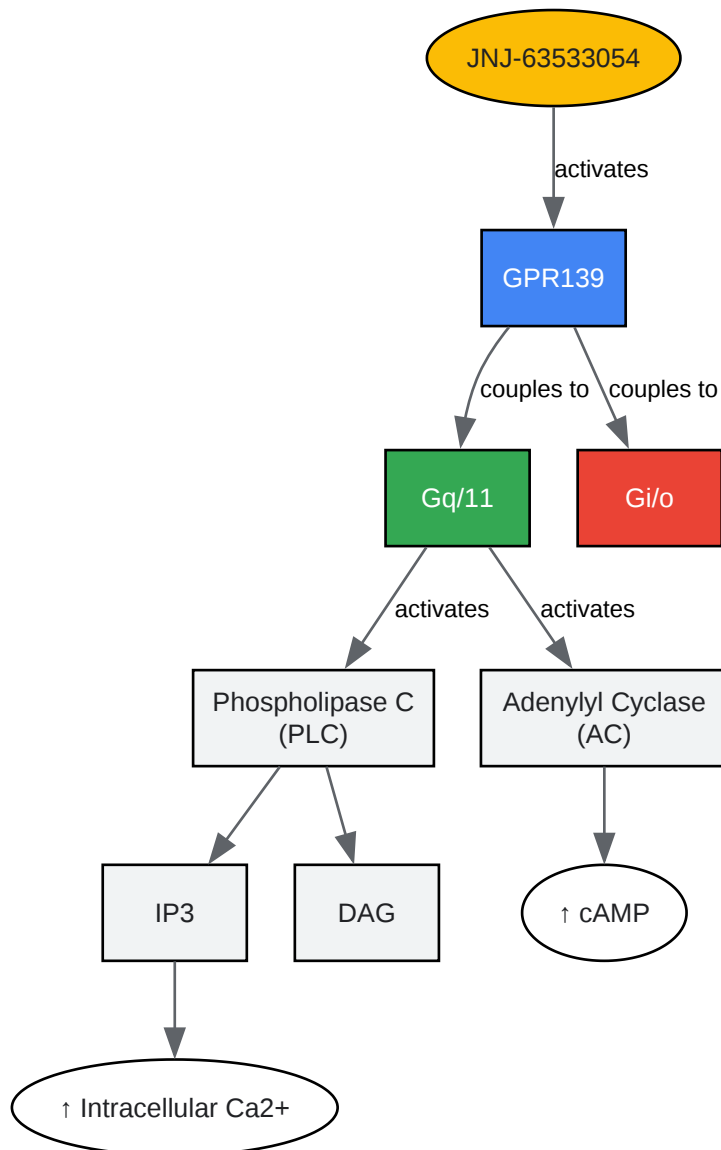 JNJ-63533054
activates
GPR139
couples to
couples to
Gq/11
Gi/o
activates
activates
Phospholipase C
(PLC)
Adenylyl Cyclase
(AC)
IP3
DAG
↑ cAMP
↑ Intracellular Ca2+